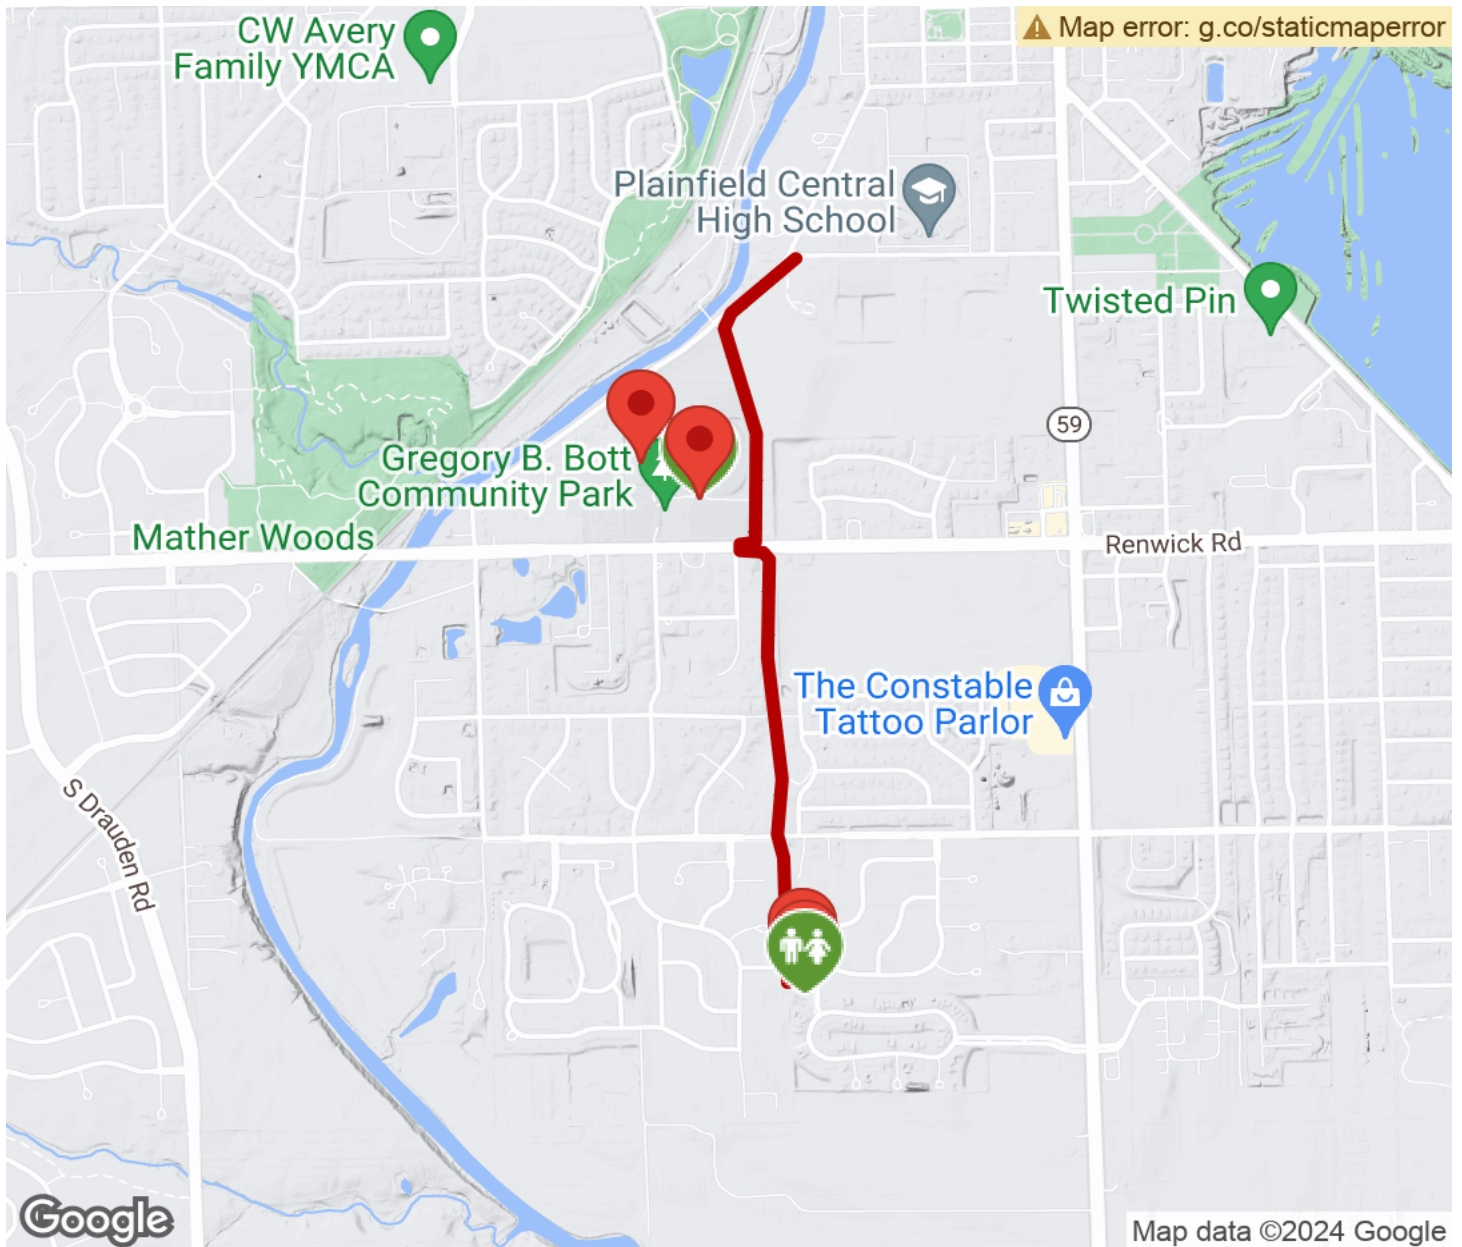 CW Avery
Family YMCA
Map error: g.co/staticmaperror
Plainfield Central
High School
Twisted Pin
59
Gregory B. Bott
Community Park
Mather Woods
Renwick Rd
The Constable
Tattoo Parlor
S Drauden Rd
Google
Map data ©2024 Google